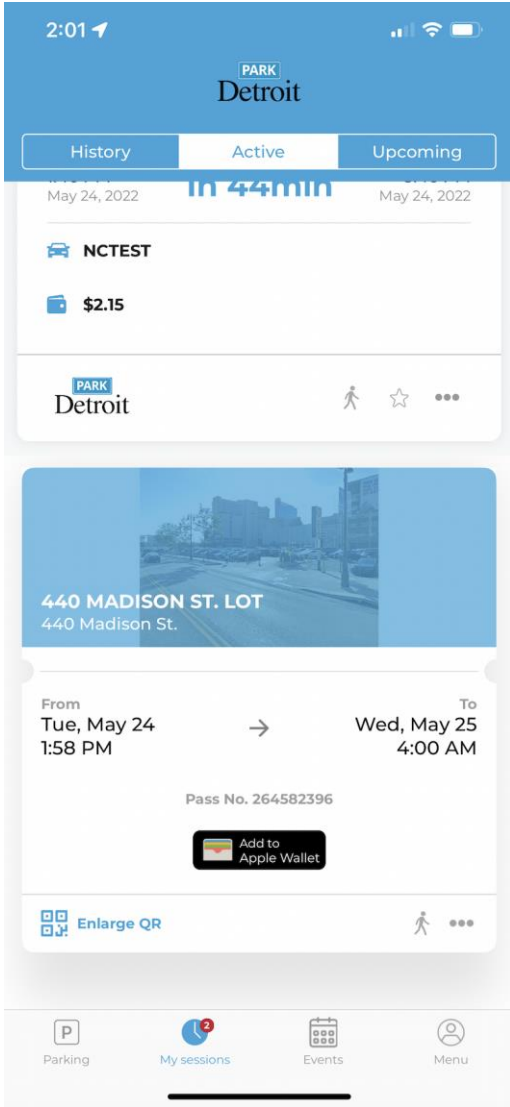 2:01
PARK
Detroit
History Active Upcoming
May 24, 2022 in 44min May 24, 2022
NCTEST
$2.15
PARK
Detroit
440 MADISON ST. LOT
440 Madison St.
From To
Tue, May 24 Wed, May 25
1:58 PM 4:00 AM
Pass No. 264582396
Add to
Apple Wallet
Enlarge QR
P 2
Parking My sessions Events Menu